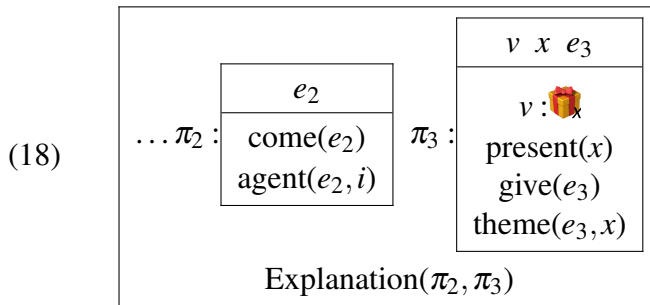 (18)
… π₂ :
e₂
come(e₂)
agent(e₂, i)
π₃ :
v x e₃
v : 🎁ₓ
present(x)
give(e₃)
theme(e₃, x)
Explanation(π₂, π₃)